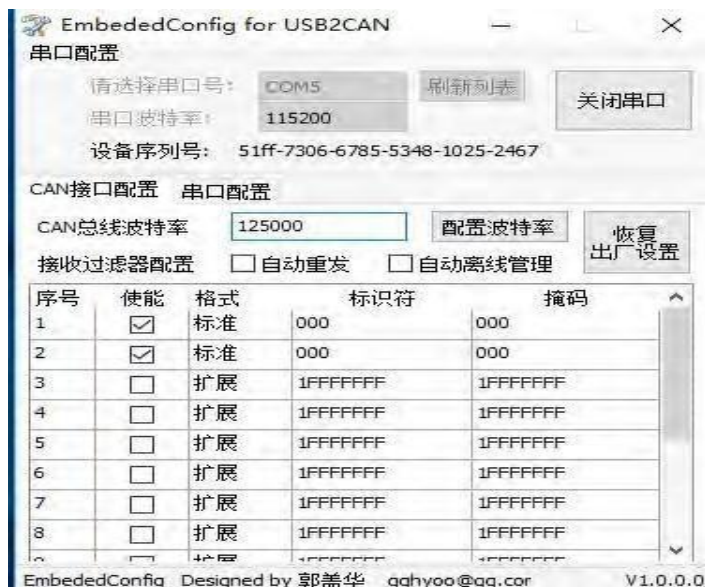 EmbededConfig for USB2CAN
串口配置
请选择串口号: COM5 刷新列表
关闭串口
串口波特率: 115200
设备序列号: 51ff-7306-6785-5348-1025-2467
CAN接口配置 串口配置
CAN总线波特率 125000 配置波特率
恢复
出厂设置
接收过滤器配置 自动重发 自动离线管理
序号 使能 格式 标识符 掩码
1 标准 000 000
2 标准 000 000
3 扩展 1FFFFFFF 1FFFFFFF
4 扩展 1FFFFFFF 1FFFFFFF
5 扩展 1FFFFFFF 1FFFFFFF
6 扩展 1FFFFFFF 1FFFFFFF
7 扩展 1FFFFFFF 1FFFFFFF
8 扩展 1FFFFFFF 1FFFFFFF
EmbededConfig Designed by 郭盖华 qghyoo@qq.cor V1.0.0.0